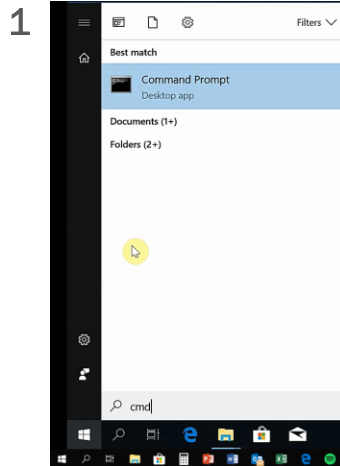 1
Filters
Best match
Command Prompt
Desktop app
Documents (1+)
Folders (2+)
cmd